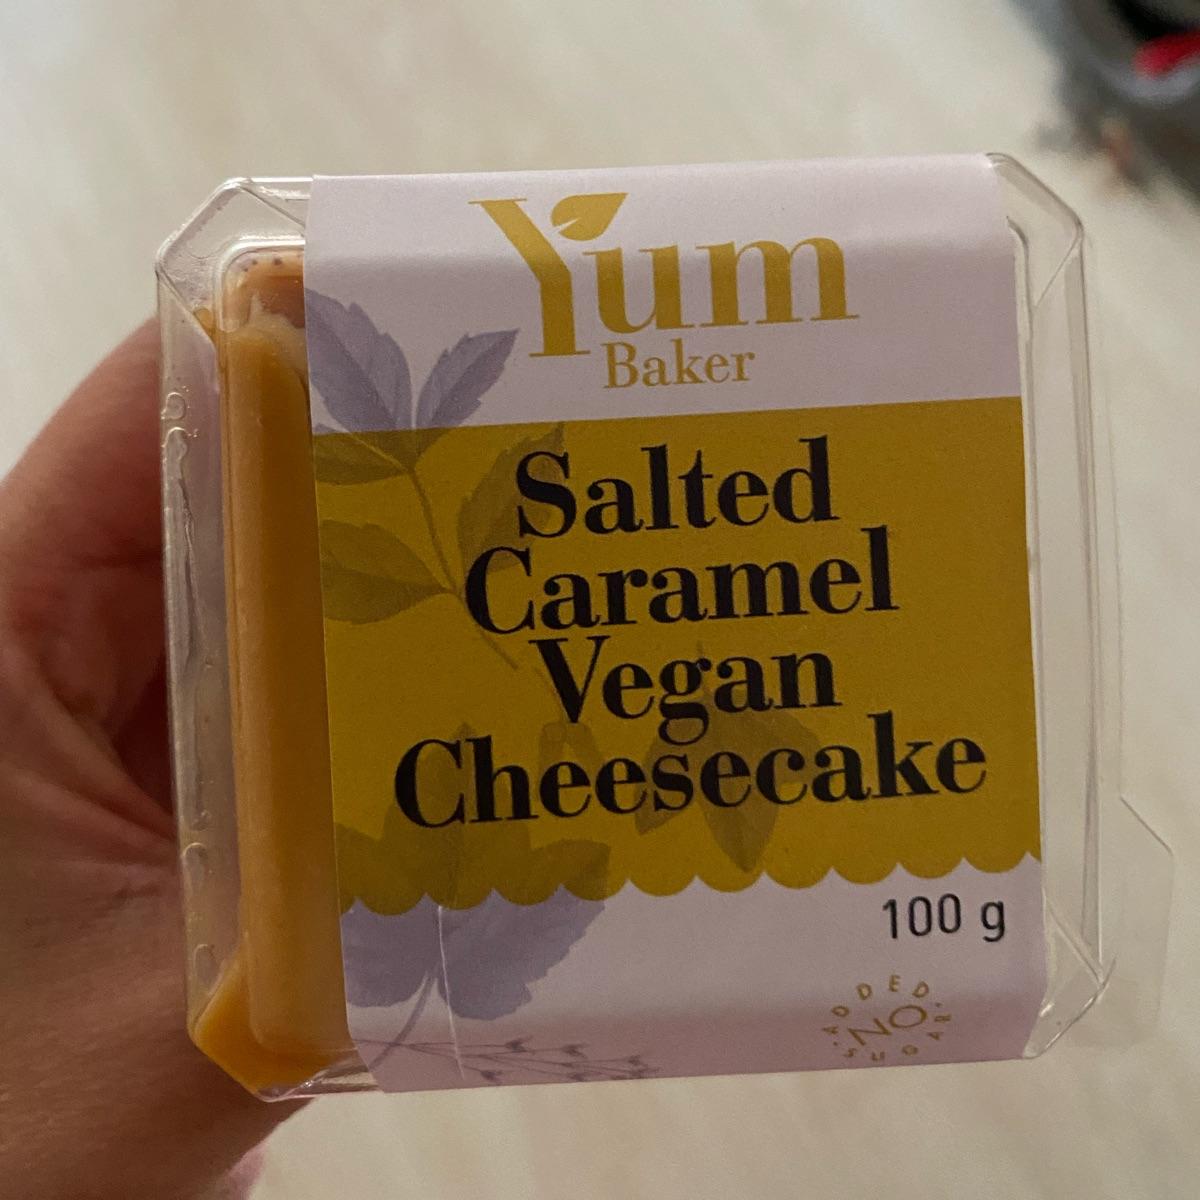 Yum
Baker
Salted
Caramel
Vegan
Cheesecake
100 g
ADDED
NO
SUGAR